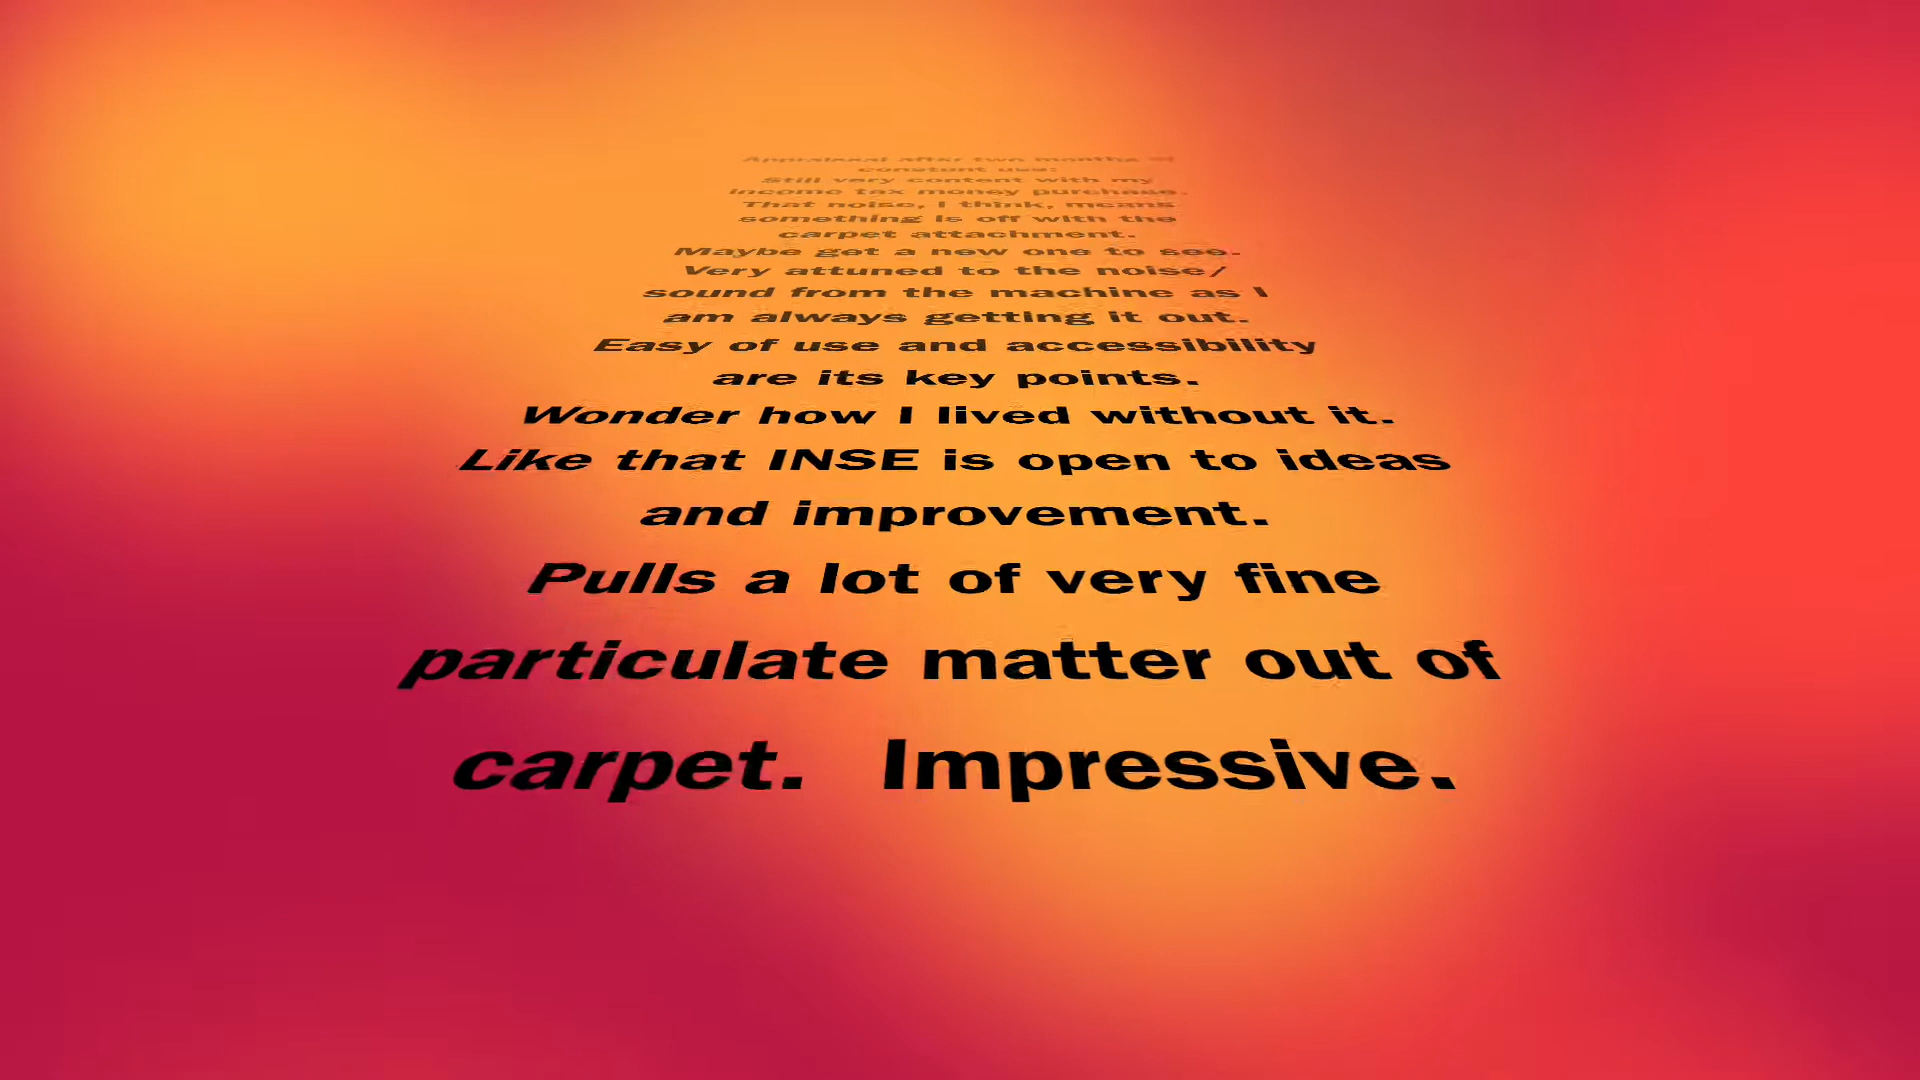 Appraisal after two months of
constant use:
Still very content with my
income tax money purchase.
That noise, I think, means
something is off with the
carpet attachment.
Maybe get a new one to see.
Very attuned to the noise/
sound from the machine as I
am always getting it out.
Easy of use and accessibility
are its key points.
Wonder how I lived without it.
Like that INSE is open to ideas
and improvement.
Pulls a lot of very fine
particulate matter out of
carpet.  Impressive.